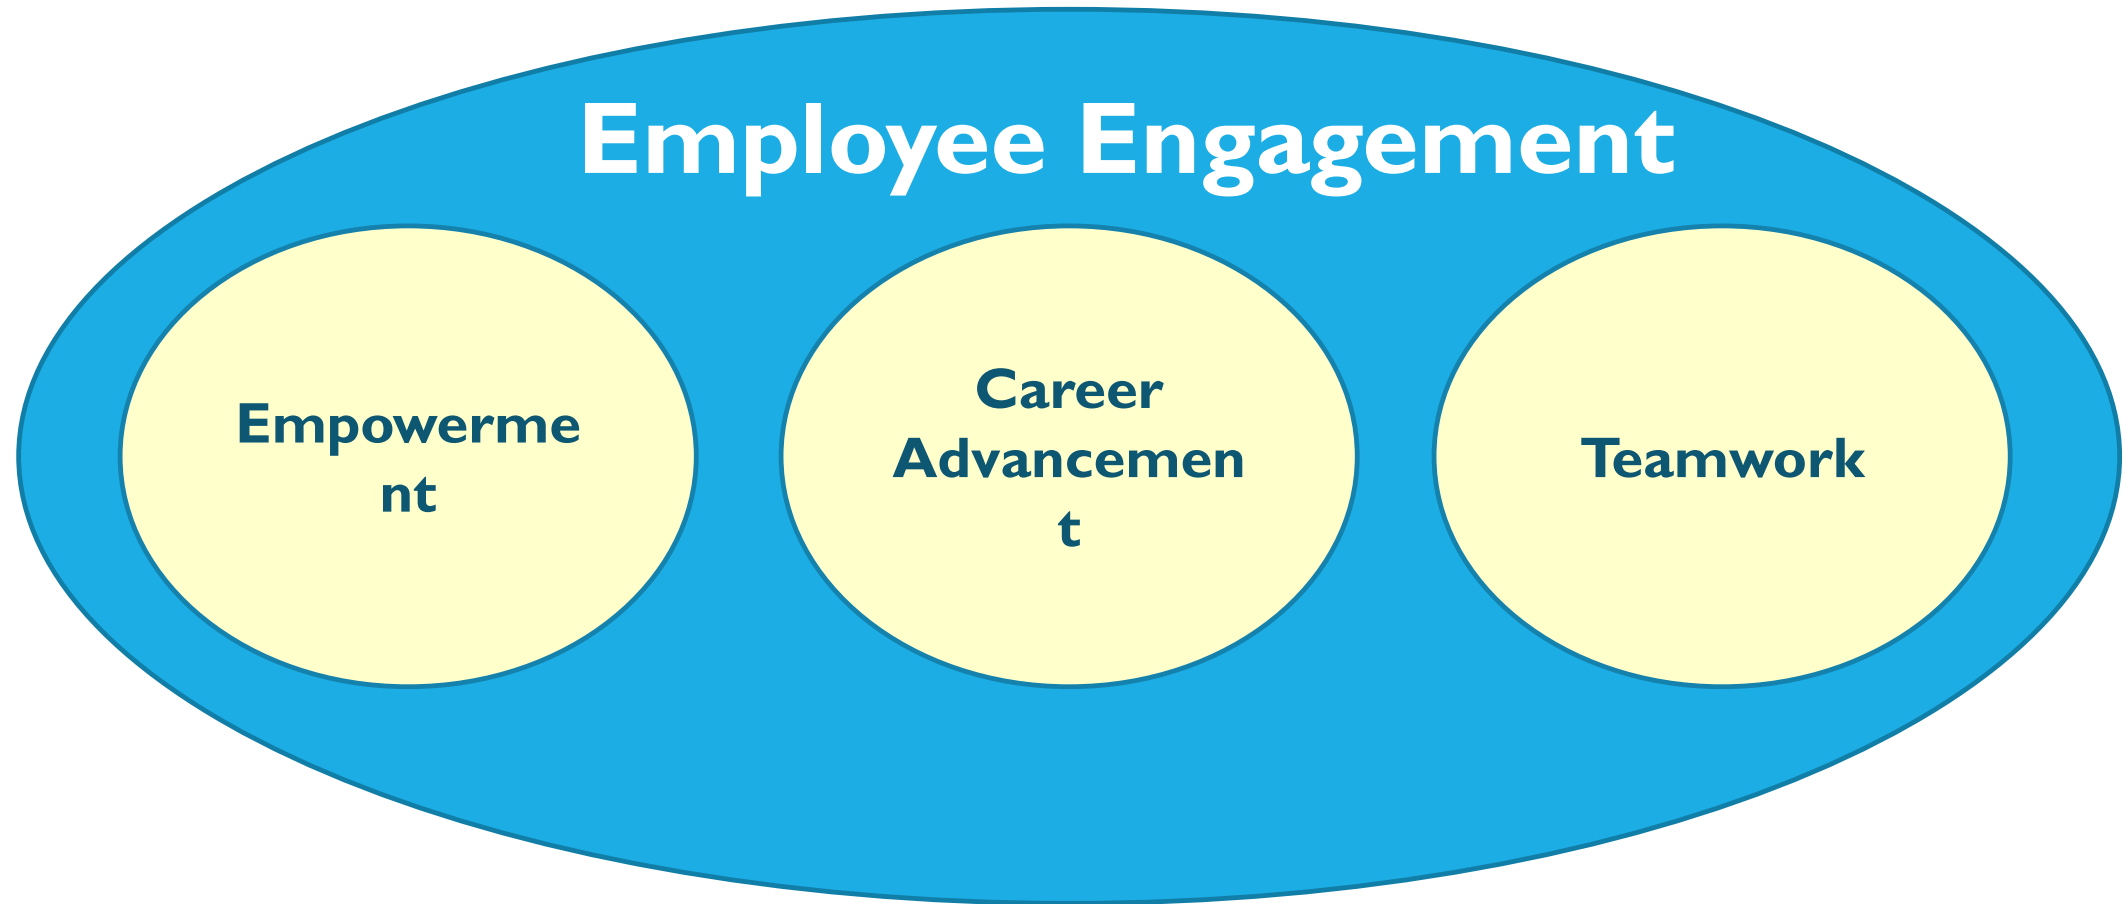 Employee Engagement
Empowerme
nt
Career
Advancemen
t
Teamwork